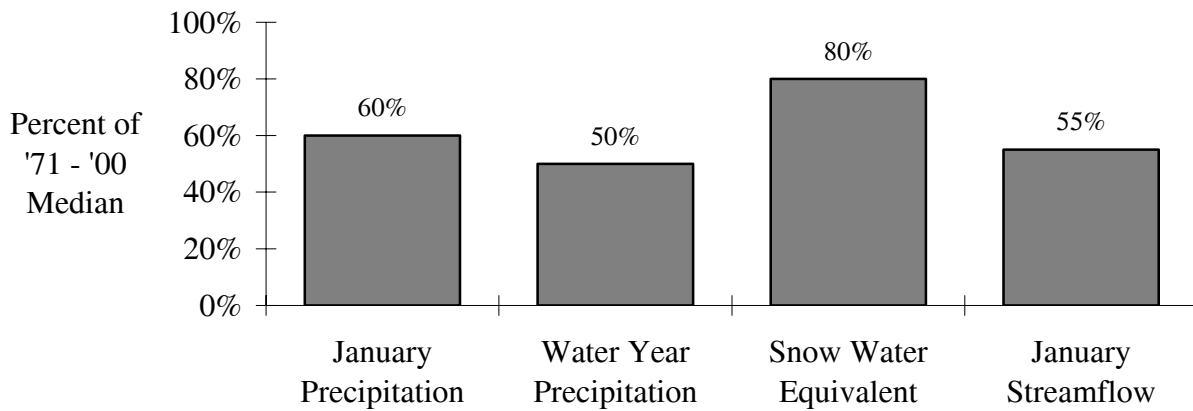 100%
80%
60%
40%
20%
0%
Percent of
'71 - '00
Median
60%
50%
80%
55%
January
Precipitation
Water Year
Precipitation
Snow Water
Equivalent
January
Streamflow